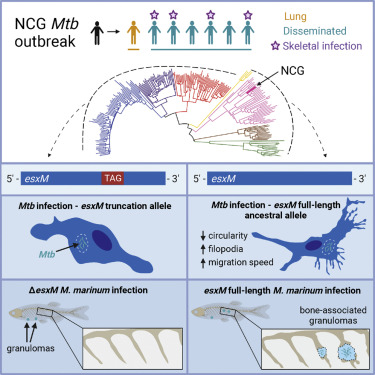 NCG Mtb
outbreak
Lung
Disseminated
Skeletal infection
NCG
5'- esxM TAG -3'
5'- esxM -3'
Mtb infection - esxM truncation allele
Mtb
Mtb infection - esxM full-length
ancestral allele
↓ circularity
↑ filopodia
↑ migration speed
ΔesxM M. marinum infection
granulomas
esxM full-length M. marinum infection
bone-associated
granulomas